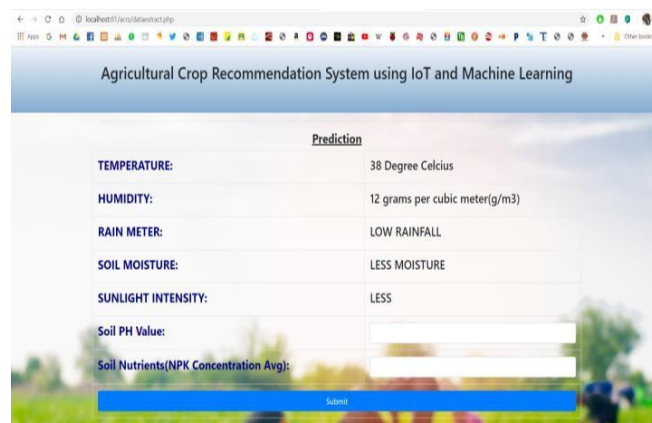 localhost:81/acrs/dataextract.php
Apps
Agricultural Crop Recommendation System using IoT and Machine Learning
Prediction
TEMPERATURE: 38 Degree Celcius
HUMIDITY: 12 grams per cubic meter(g/m3)
RAIN METER: LOW RAINFALL
SOIL MOISTURE: LESS MOISTURE
SUNLIGHT INTENSITY: LESS
Soil PH Value:
Soil Nutrients(NPK Concentration Avg):
Submit